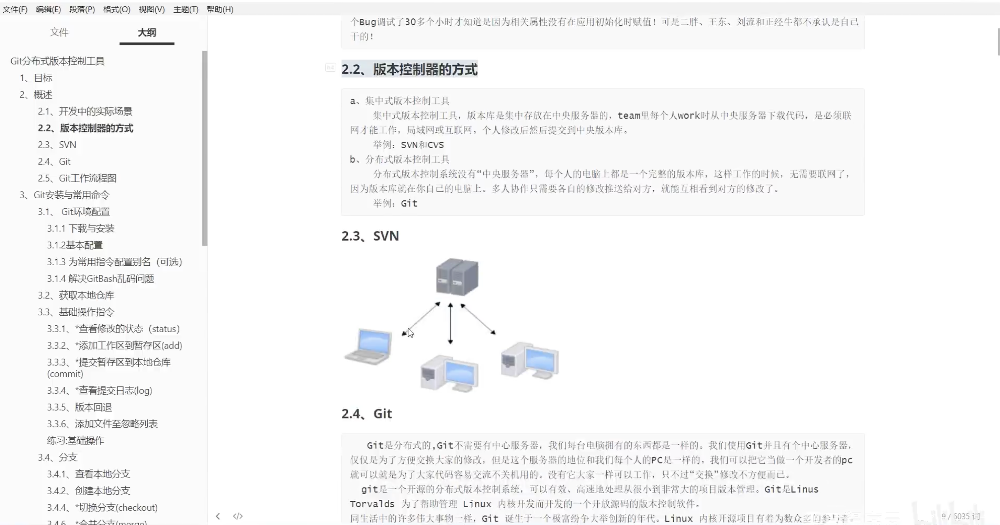 文件(F) 编辑(E) 段落(P) 格式(O) 视图(V) 主题(T) 帮助(H)
文件 大纲
Git分布式版本控制工具
1、目标
2、概述
2.1、开发中的实际场景
2.2、版本控制器的方式
2.3、SVN
2.4、Git
2.5、Git工作流程图
3、Git安装与常用命令
3.1、 Git环境配置
3.1.1 下载与安装
3.1.2基本配置
3.1.3 为常用指令配置别名（可选)
3.1.4 解决GitBash乱码问题
3.2、获取本地仓库
3.3、基础操作指令
3.3.1、*查看修改的状态（status）
3.3.2、*添加工作区到暂存区(add)
3.3.3、*提交暂存区到本地仓库
(commit)
3.3.4、*查看提交日志(log)
3.3.5、版本回退
3.3.6、添加文件至忽略列表
练习:基础操作
3.4、分支
3.4.1、查看本地分支
3.4.2、创建本地分支
3.4.4、*切换分支(checkout)
3.4.6、*合并分支(merge)
个Bug调试了30多个小时才知道是因为相关属性没有在应用初始化时赋值！可是二胖、王东、刘流和正经牛都不承认是自己
干的！
h4
2.2、版本控制器的方式
a、集中式版本控制工具
集中式版本控制工具，版本库是集中存放在中央服务器的，team里每个人work时从中央服务器下载代码，是必须联
网才能工作，局域网或互联网。个人修改后然后提交到中央版本库。
举例：SVN和CVS
b、分布式版本控制工具
分布式版本控制系统没有“中央服务器”，每个人的电脑上都是一个完整的版本库，这样工作的时候，无需要联网了，
因为版本库就在你自己的电脑上。多人协作只需要各自的修改推送给对方，就能互相看到对方的修改了。
举例：Git
2.3、SVN
2.4、Git
Git是分布式的,Git不需要有中心服务器，我们每台电脑拥有的东西都是一样的。我们使用Git并且有个中心服务器，
仅仅是为了方便交换大家的修改，但是这个服务器的地位和我们每个人的PC是一样的。我们可以把它当做一个开发者的pc
就可以就是为了大家代码容易交流不关机用的。没有它大家一样可以工作，只不过“交换”修改不方便而已。
git是一个开源的分布式版本控制系统，可以有效、高速地处理从很小到非常大的项目版本管理。Git是Linus
Torvalds 为了帮助管理 Linux 内核开发而开发的一个开放源码的版本控制软件。
同生活中的许多伟大事物一样，Git 诞生于一个极富纷争大举创新的年代。Linux 内核开源项目有着为数众多的参与者。
</> 9 / 6035 词